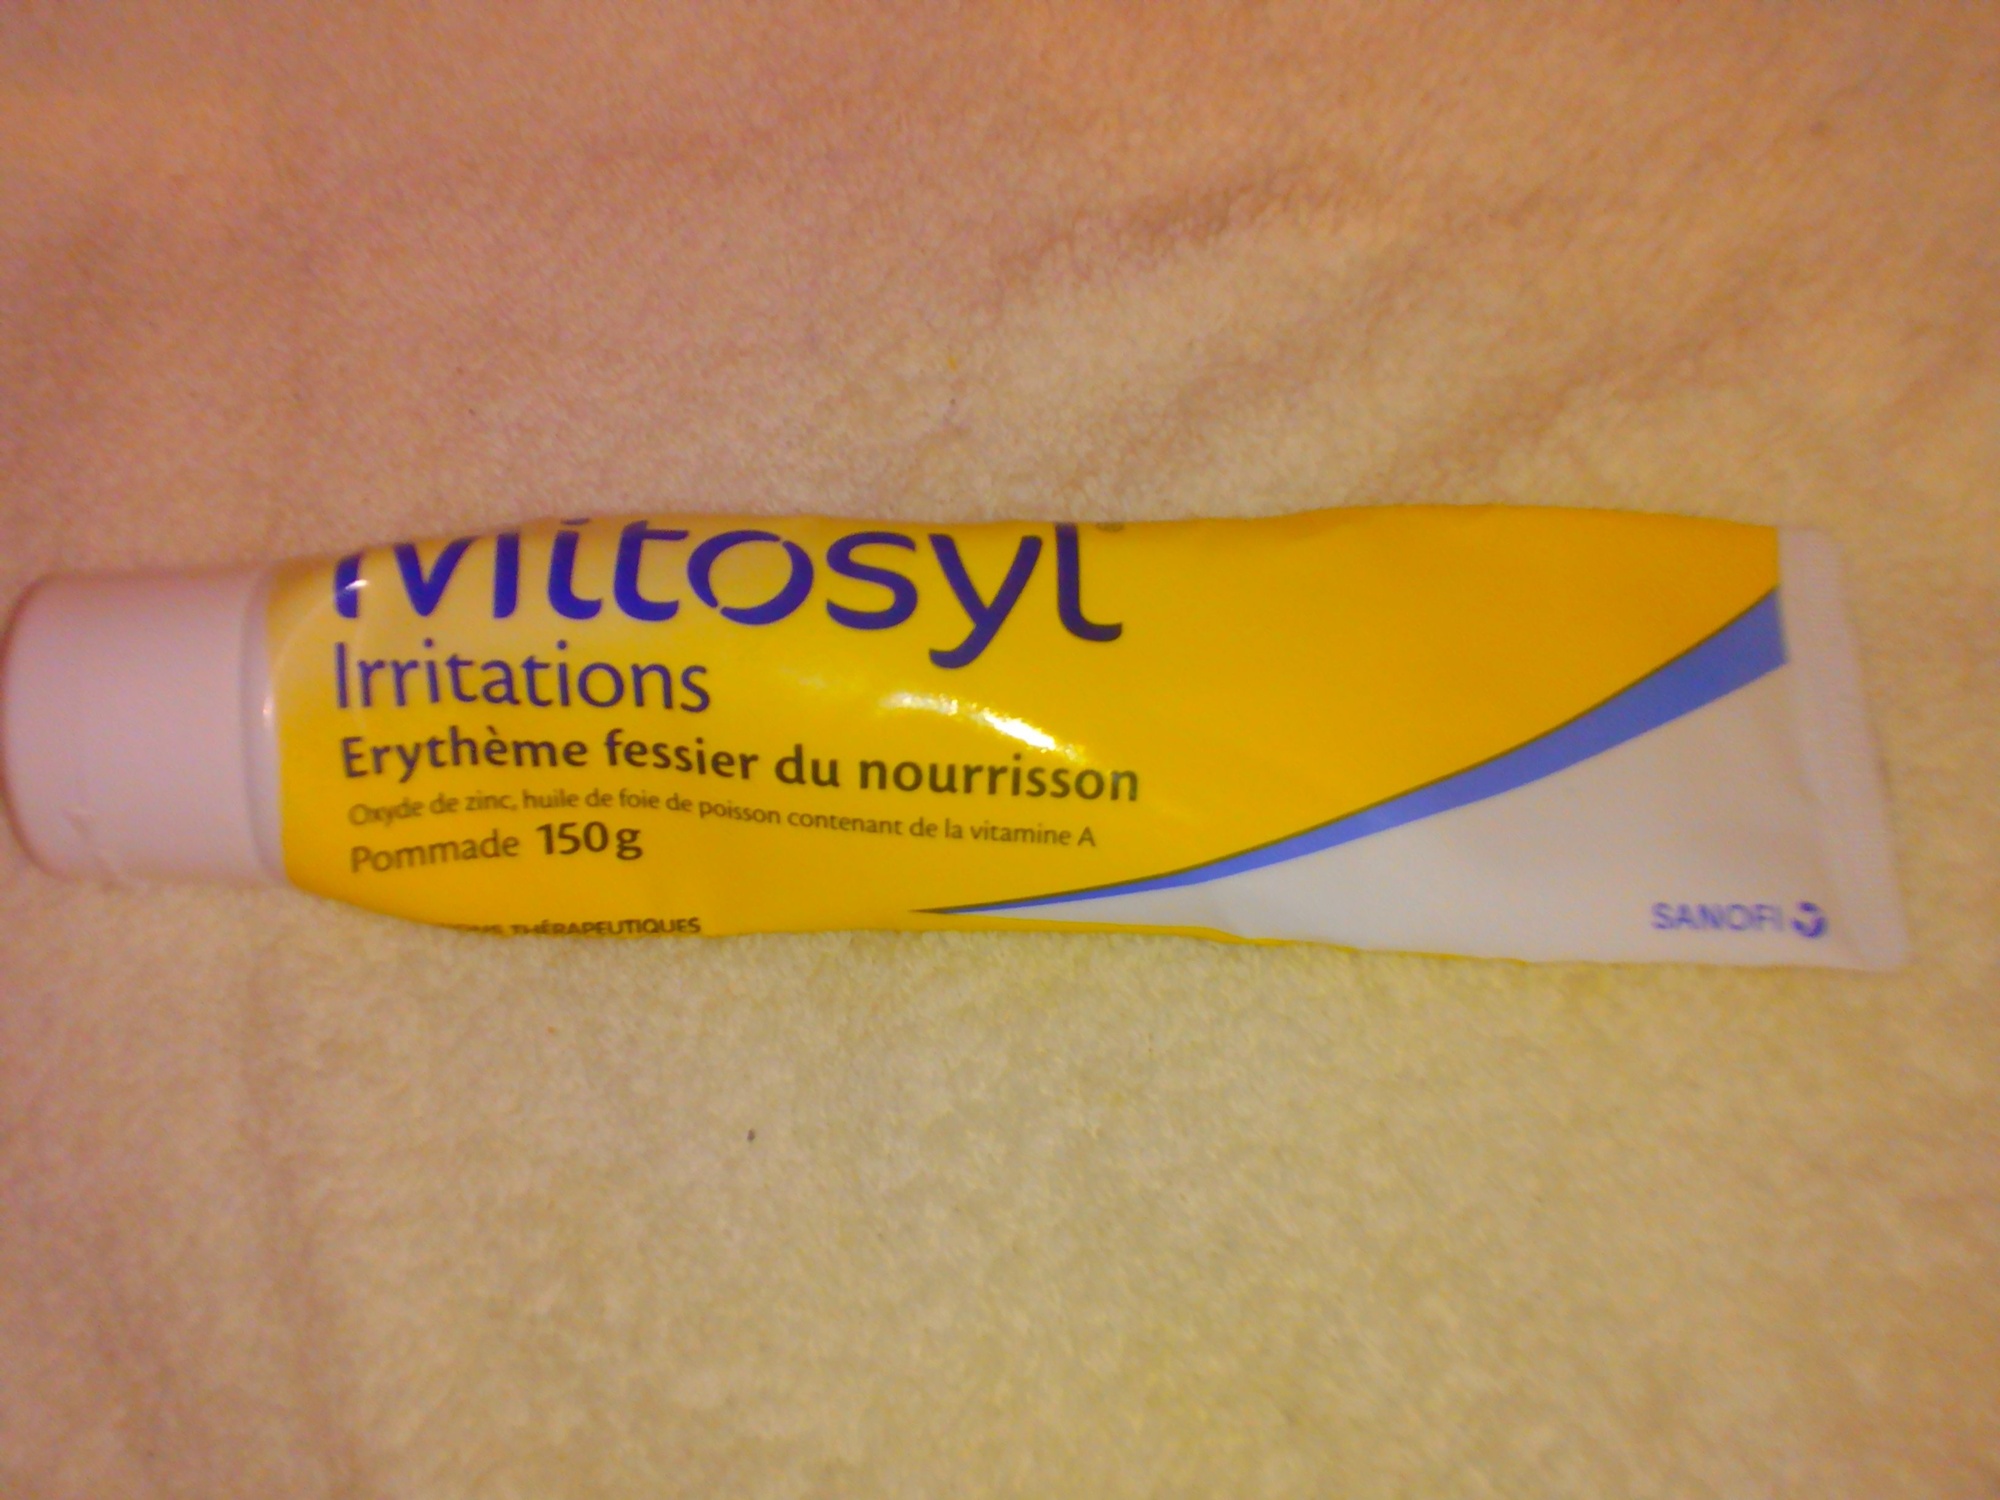 Mitosyl
Irritations
Erythème fessier du nourrisson
Oxyde de zinc, huile de foie de poisson contenant de la vitamine A
Pommade 150 g
THÉRAPEUTIQUES
SANOFI